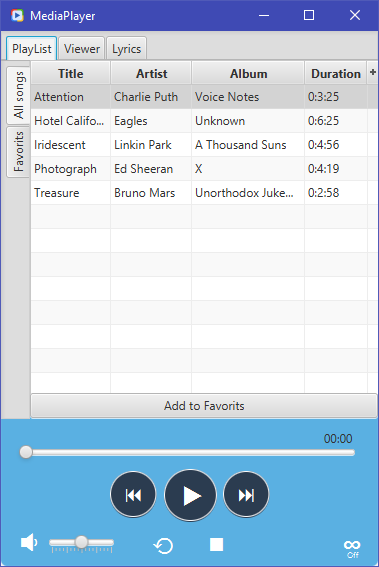 MediaPlayer
PlayList Viewer Lyrics
All songs
Favorits
Title Artist Album Duration +
Attention Charlie Puth Voice Notes 0:3:25
Hotel Califo... Eagles Unknown 0:6:25
Iridescent Linkin Park A Thousand Suns 0:4:56
Photograph Ed Sheeran X 0:4:19
Treasure Bruno Mars Unorthodox Juke... 0:2:58
Add to Favorits
00:00
Off